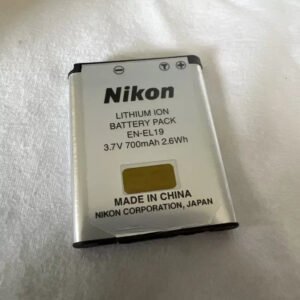 Nikon
LITHIUM ION
BATTERY PACK
EN-EL19
3.7V 700mAh 2.6Wh
MADE IN CHINA
NIKON CORPORATION, JAPAN